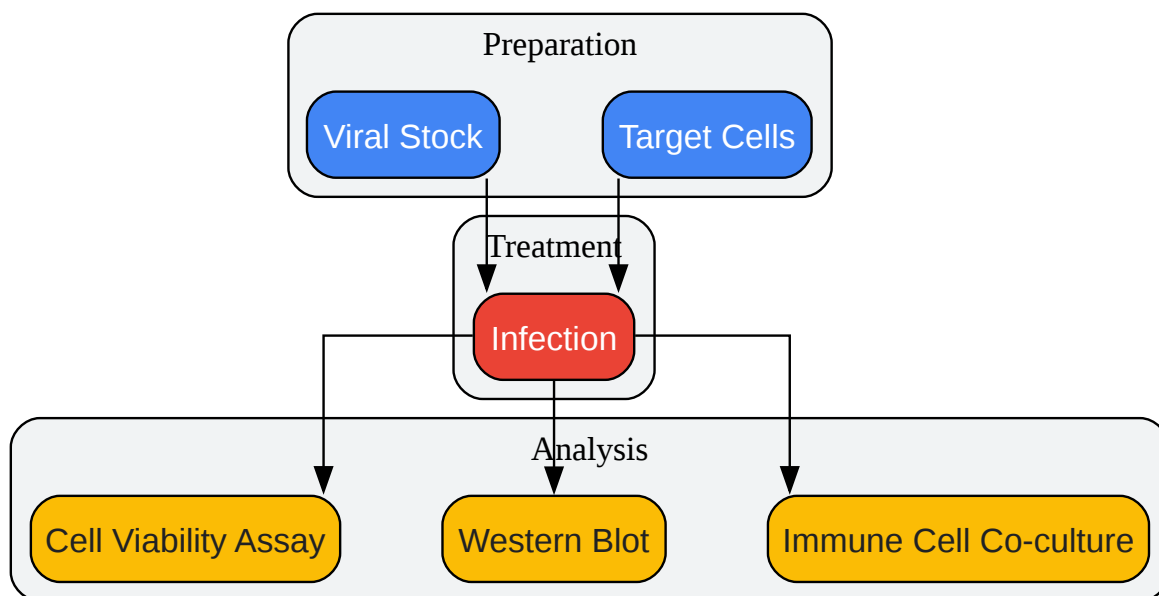 Preparation
Viral Stock
Target Cells
Treatment
Infection
Analysis
Cell Viability Assay
Western Blot
Immune Cell Co-culture